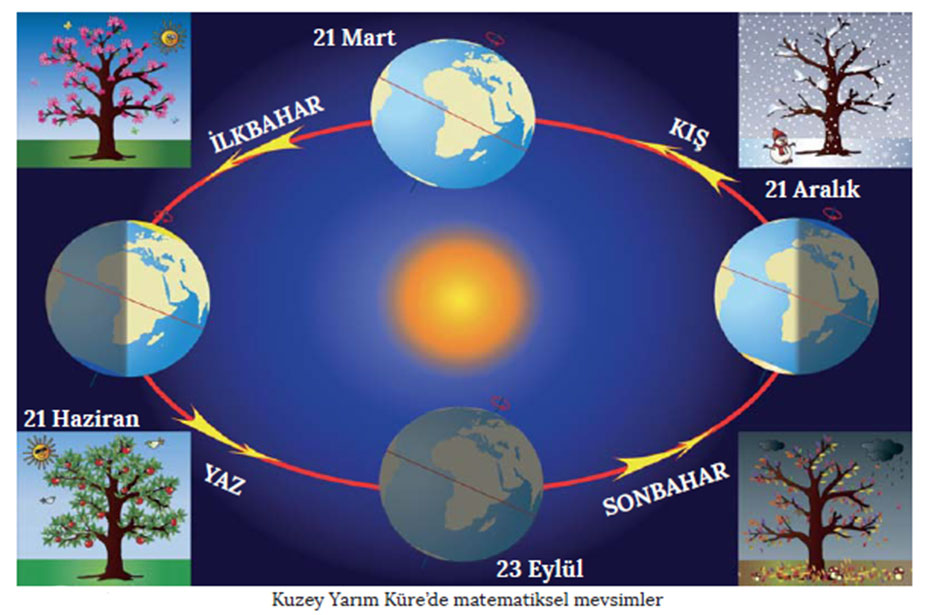 21 Mart
İLKBAHAR
KIŞ
21 Aralık
21 Haziran
YAZ
SONBAHAR
23 Eylül
Kuzey Yarım Küre’de matematiksel mevsimler